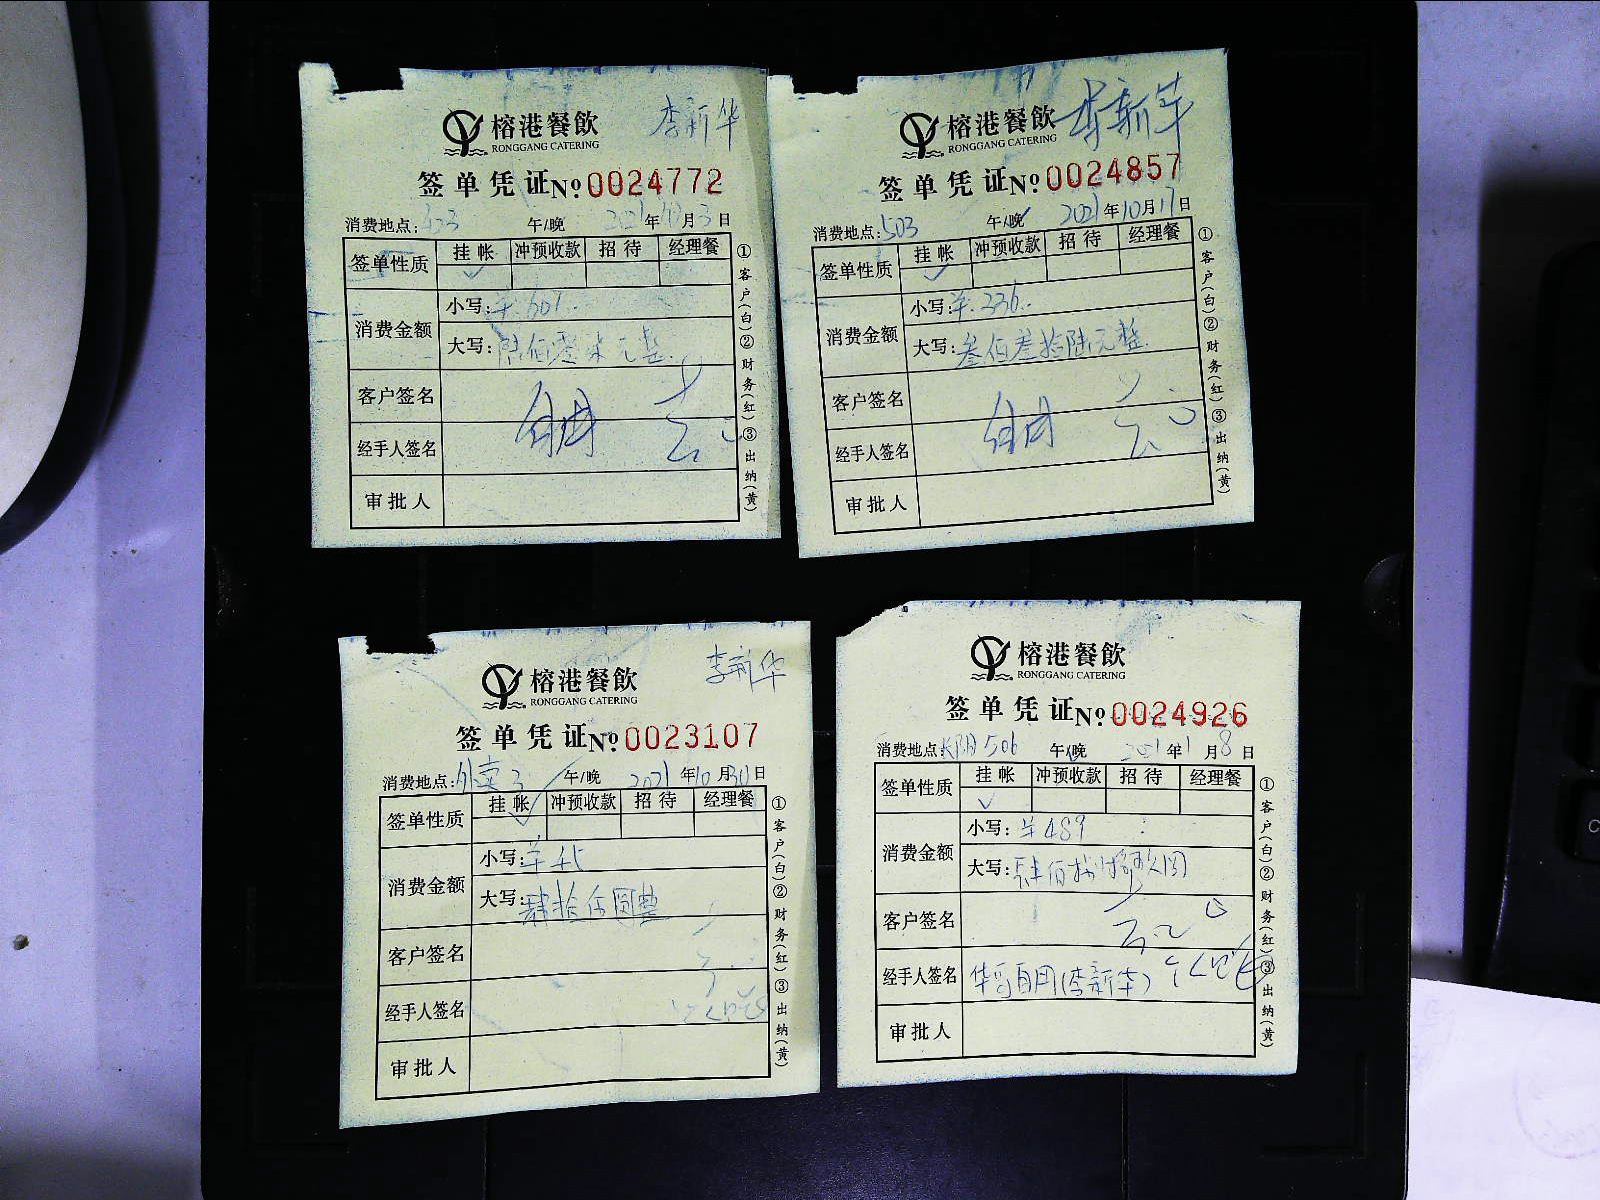 榕港餐飲 李新华
RONGGANG CATERING
签单凭证No 0024772
消费地点: 午/晚 2021年10月3日
签单性质 挂帐 冲预收款 招待 经理餐
✓
消费金额 小写:¥.607.
大写:陆佰零柒元整
客户签名
经手人签名
审批人
①客户(白)②财务(红)③出纳(黄)
榕港餐飲 李新华
RONGGANG CATERING
签单凭证No 0024857
消费地点:503 午/晚 2021年10月17日
签单性质 挂帐 冲预收款 招待 经理餐
✓
消费金额 小写:¥.336.
大写:叁佰叁拾陆元整
客户签名
经手人签名
审批人
①客户(白)②财务(红)③出纳(黄)
榕港餐飲 李新华
RONGGANG CATERING
签单凭证No 0023107
消费地点:外卖3 午/晚 2021年10月30日
签单性质 挂帐 冲预收款 招待 经理餐
✓
消费金额 小写:¥45
大写:肆拾伍圆整
客户签名
经手人签名
审批人
①客户(白)②财务(红)③出纳(黄)
榕港餐飲
RONGGANG CATERING
签单凭证No 0024926
消费地点 506 午/晚 2021年1月8日
签单性质 挂帐 冲预收款 招待 经理餐
✓
消费金额 小写:¥489
大写:
客户签名
经手人签名 (李新华)
审批人
①客户(白)②财务(红)③出纳(黄)